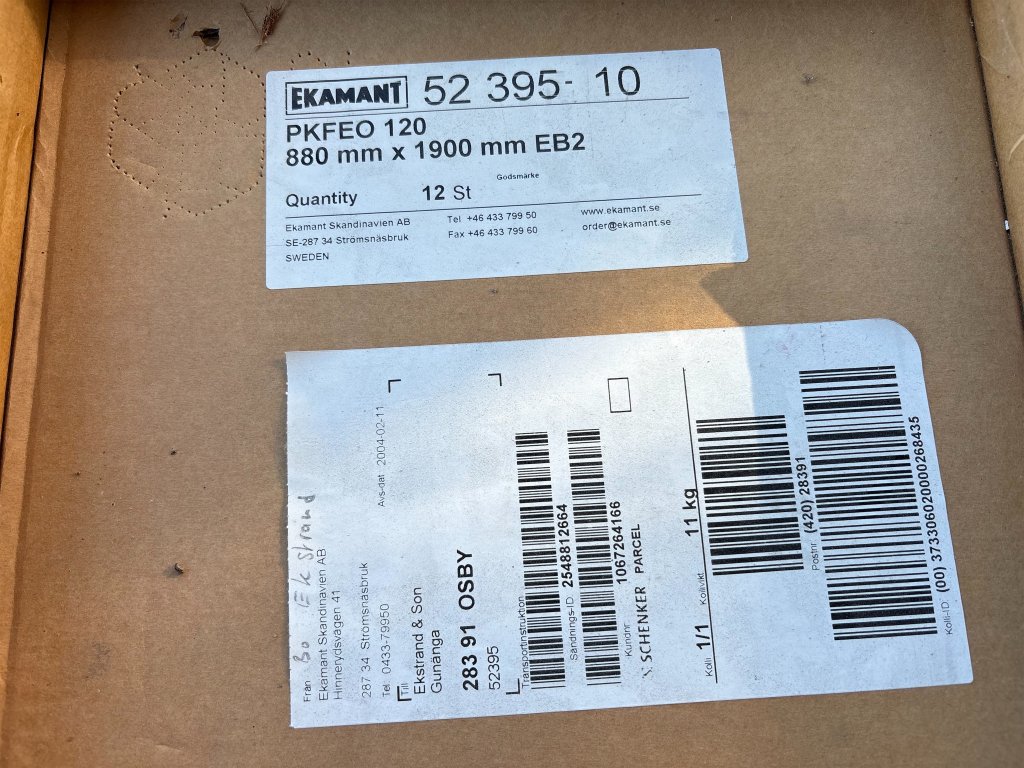 EKAMANT 52 395- 10
PKFEO 120
880 mm x 1900 mm EB2
Godsmärke
Quantity 12 St
Ekamant Skandinavien AB
SE-287 34 Strömsnäsbruk
SWEDEN
Tel +46 433 799 50
Fax +46 433 799 60
www.ekamant.se
order@ekamant.se
Från Bo Ekstrand
Ekamant Skandinavien AB
Hinnerydsvägen 41
287 34 Strömsnäsbruk
Tel 0433-79950
Avs-dat 2004-02-11
Till
Ekstrand & Son
Gunänga
283 91 OSBY
52395
Transportinstruktion
Sändnings-ID 2548812664
Kundnr 1067264166
SCHENKER PARCEL
Kolli 1/1 Kollivikt 11 kg
Postnr (420) 28391
Kolli-ID (00) 373306020000268435